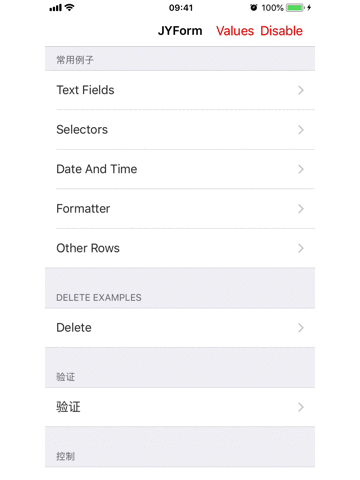 09:41 100%
JYForm Values Disable
常用例子
Text Fields
Selectors
Date And Time
Formatter
Other Rows
DELETE EXAMPLES
Delete
验证
验证
控制